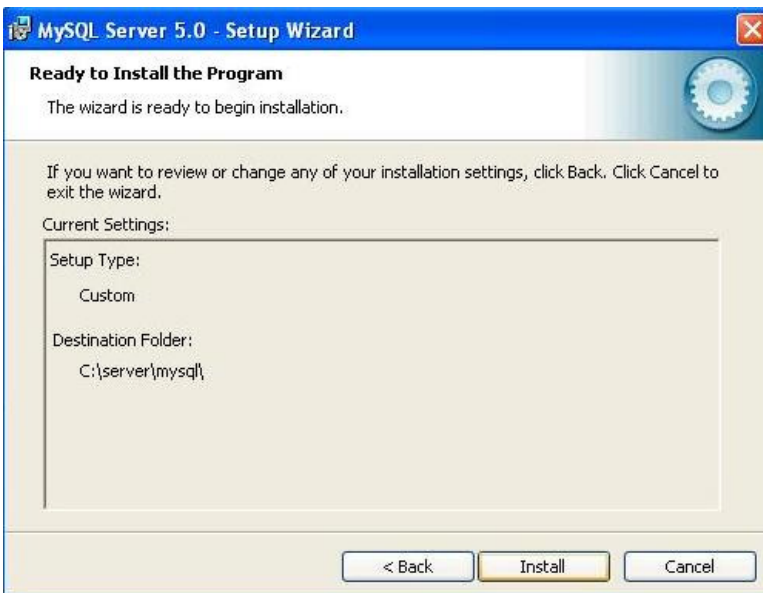 MySQL Server 5.0 - Setup Wizard
Ready to Install the Program
The wizard is ready to begin installation.
If you want to review or change any of your installation settings, click Back. Click Cancel to
exit the wizard.
Current Settings:
Setup Type:
Custom
Destination Folder:
C:\server\mysql\
< Back
Install
Cancel